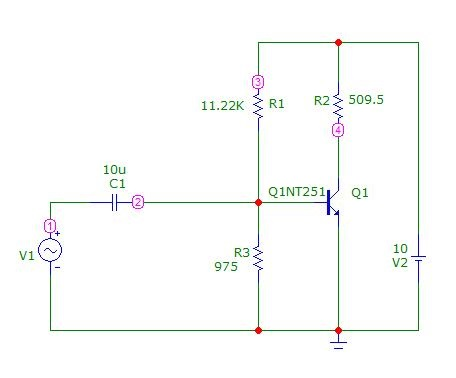 3
11.22K R1
R2 509.5
4
10u
C1
2
Q1NT251 Q1
1
+
V1
-
R3
975
10
V2